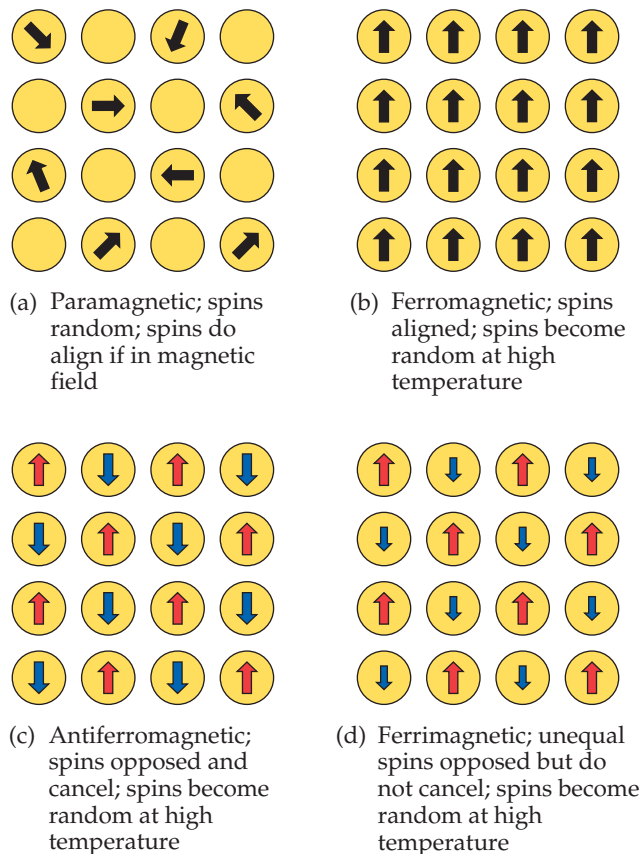 (a) Paramagnetic; spins
random; spins do
align if in magnetic
field
(b) Ferromagnetic; spins
aligned; spins become
random at high
temperature
(c) Antiferromagnetic;
spins opposed and
cancel; spins become
random at high
temperature
(d) Ferrimagnetic; unequal
spins opposed but do
not cancel; spins become
random at high
temperature